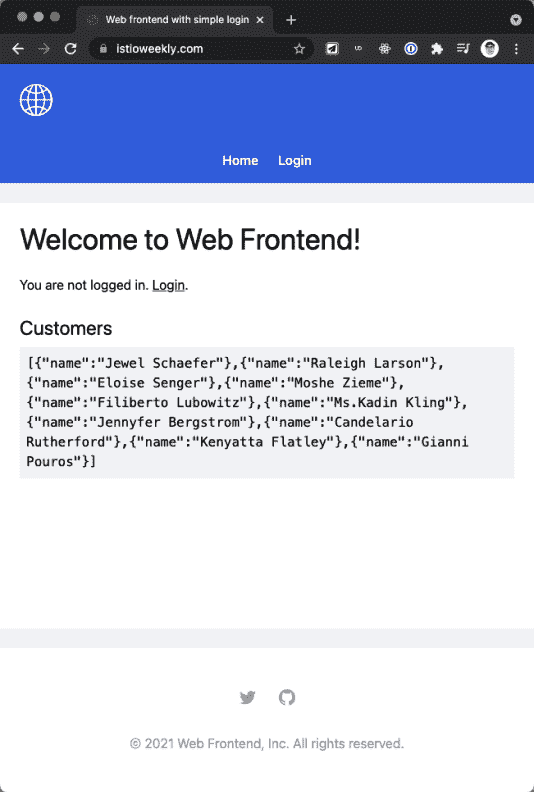 Web frontend with simple login
istioweekly.com
UD
Home Login
Welcome to Web Frontend!
You are not logged in. Login.
Customers
[{"name":"Jewel Schaefer"},{"name":"Raleigh Larson"},
{"name":"Eloise Senger"},{"name":"Moshe Zieme"},
{"name":"Filiberto Lubowitz"},{"name":"Ms.Kadin Kling"},
{"name":"Jennyfer Bergstrom"},{"name":"Candelario
Rutherford"},{"name":"Kenyatta Flatley"},{"name":"Gianni
Pouros"}]
© 2021 Web Frontend, Inc. All rights reserved.